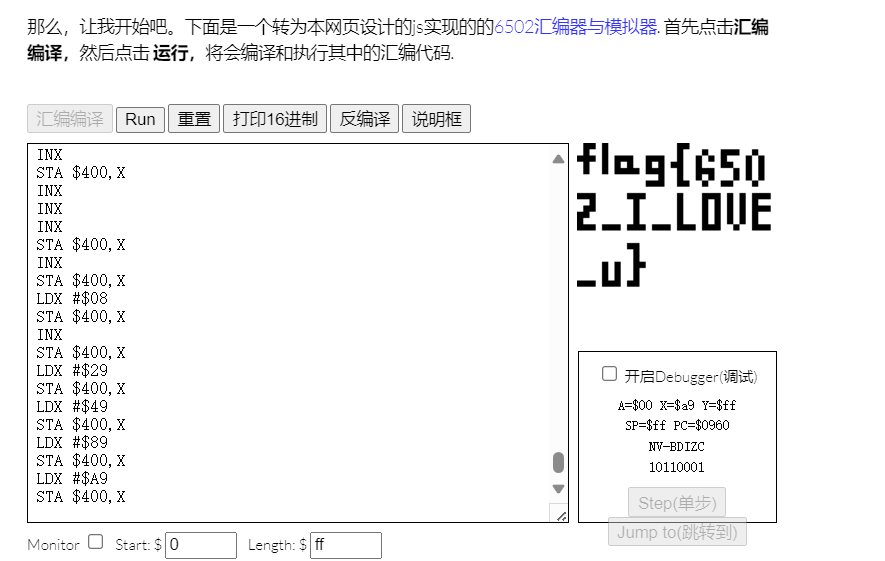 那么，让我开始吧。下面是一个转为本网页设计的js实现的的6502汇编器与模拟器. 首先点击汇编
编译，然后点击 运行，将会编译和执行其中的汇编代码.
汇编编译 Run 重置 打印16进制 反编译 说明框
INX
STA $400,X
INX
INX
INX
STA $400,X
INX
STA $400,X
LDX #$08
STA $400,X
INX
STA $400,X
LDX #$29
STA $400,X
LDX #$49
STA $400,X
LDX #$89
STA $400,X
LDX #$A9
STA $400,X
flag{650
2_I_LOVE
_u}
开启Debugger(调试)
A=$00 X=$a9 Y=$ff
SP=$ff PC=$0960
NV-BDIZC
10110001
Step(单步)
Jump to(跳转到)
Monitor Start: $ 0 Length: $ ff